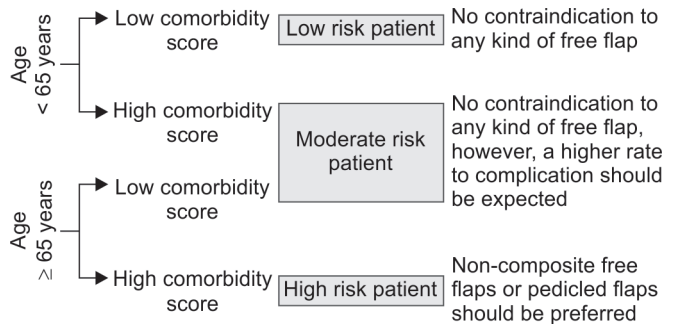 Age
< 65 years
Low comorbidity
score
Low risk patient
No contraindication to
any kind of free flap
High comorbidity
score
Moderate risk
patient
No contraindication to
any kind of free flap,
however, a higher rate
to complication should
be expected
Age
≥ 65 years
Low comorbidity
score
High comorbidity
score
High risk patient
Non-composite free
flaps or pedicled flaps
should be preferred